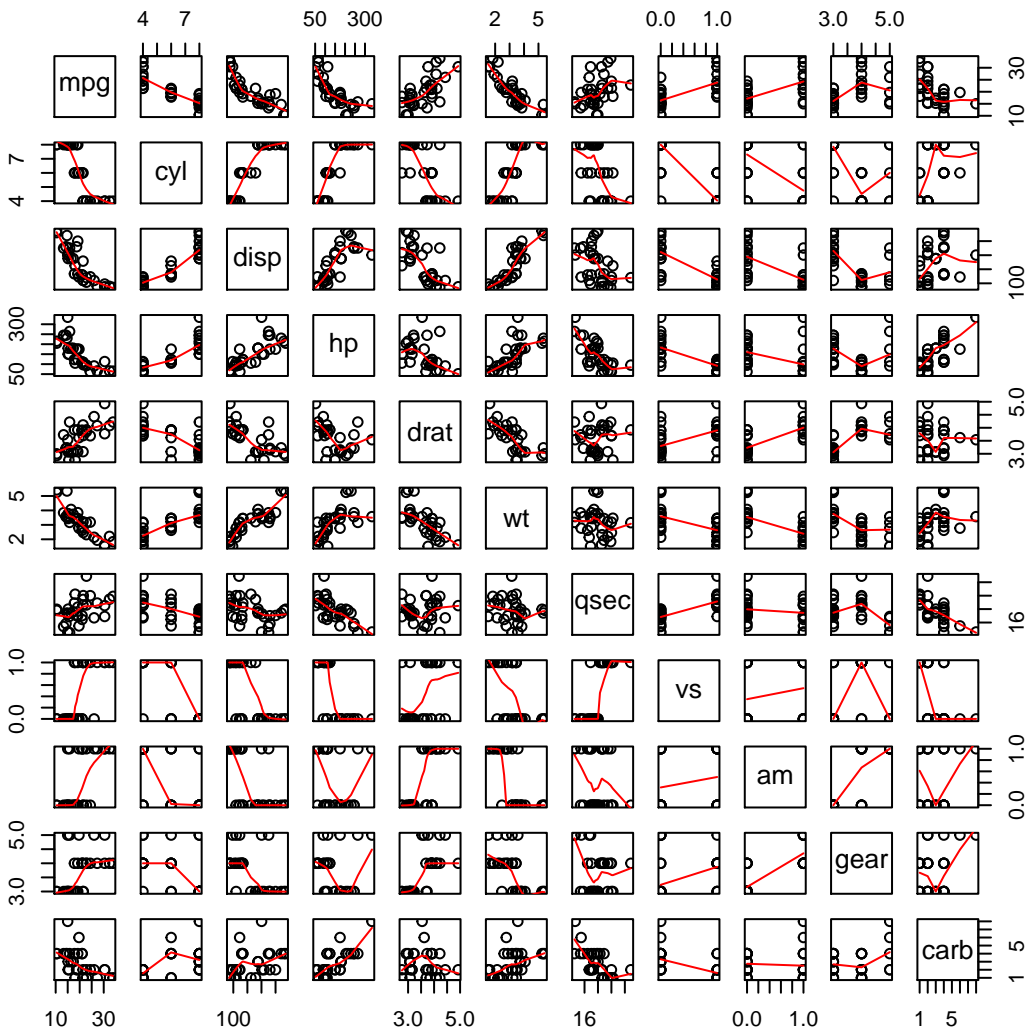 4 7 50 300 2 5 0.0 1.0 3.0 5.0
mpg 10 30
4 7 cyl
disp 100
50 300 hp
drat 3.0 5.0
2 5 wt
qsec 16
0.0 1.0 vs
am 0.0 1.0
3.0 5.0 gear
carb 1 5
10 30 100 3.0 5.0 16 0.0 1.0 1 5